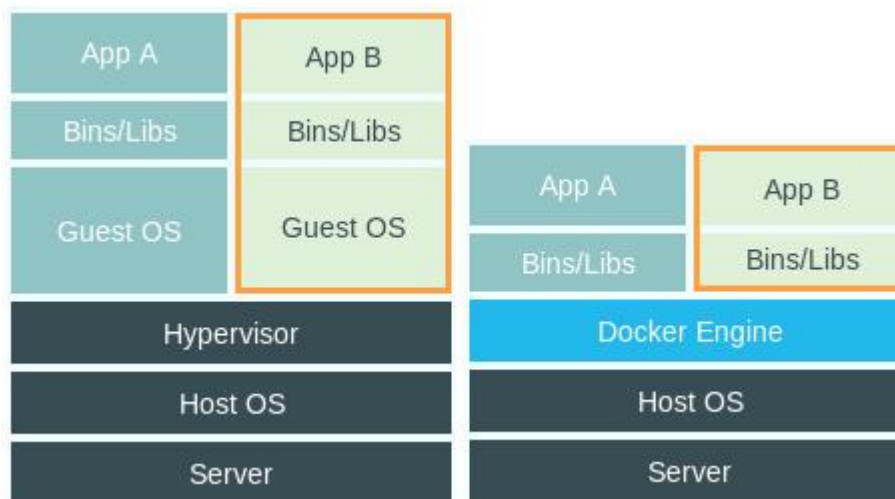 App A
App B
Bins/Libs
Bins/Libs
Guest OS
Guest OS
Hypervisor
Host OS
Server
App A
App B
Bins/Libs
Bins/Libs
Docker Engine
Host OS
Server